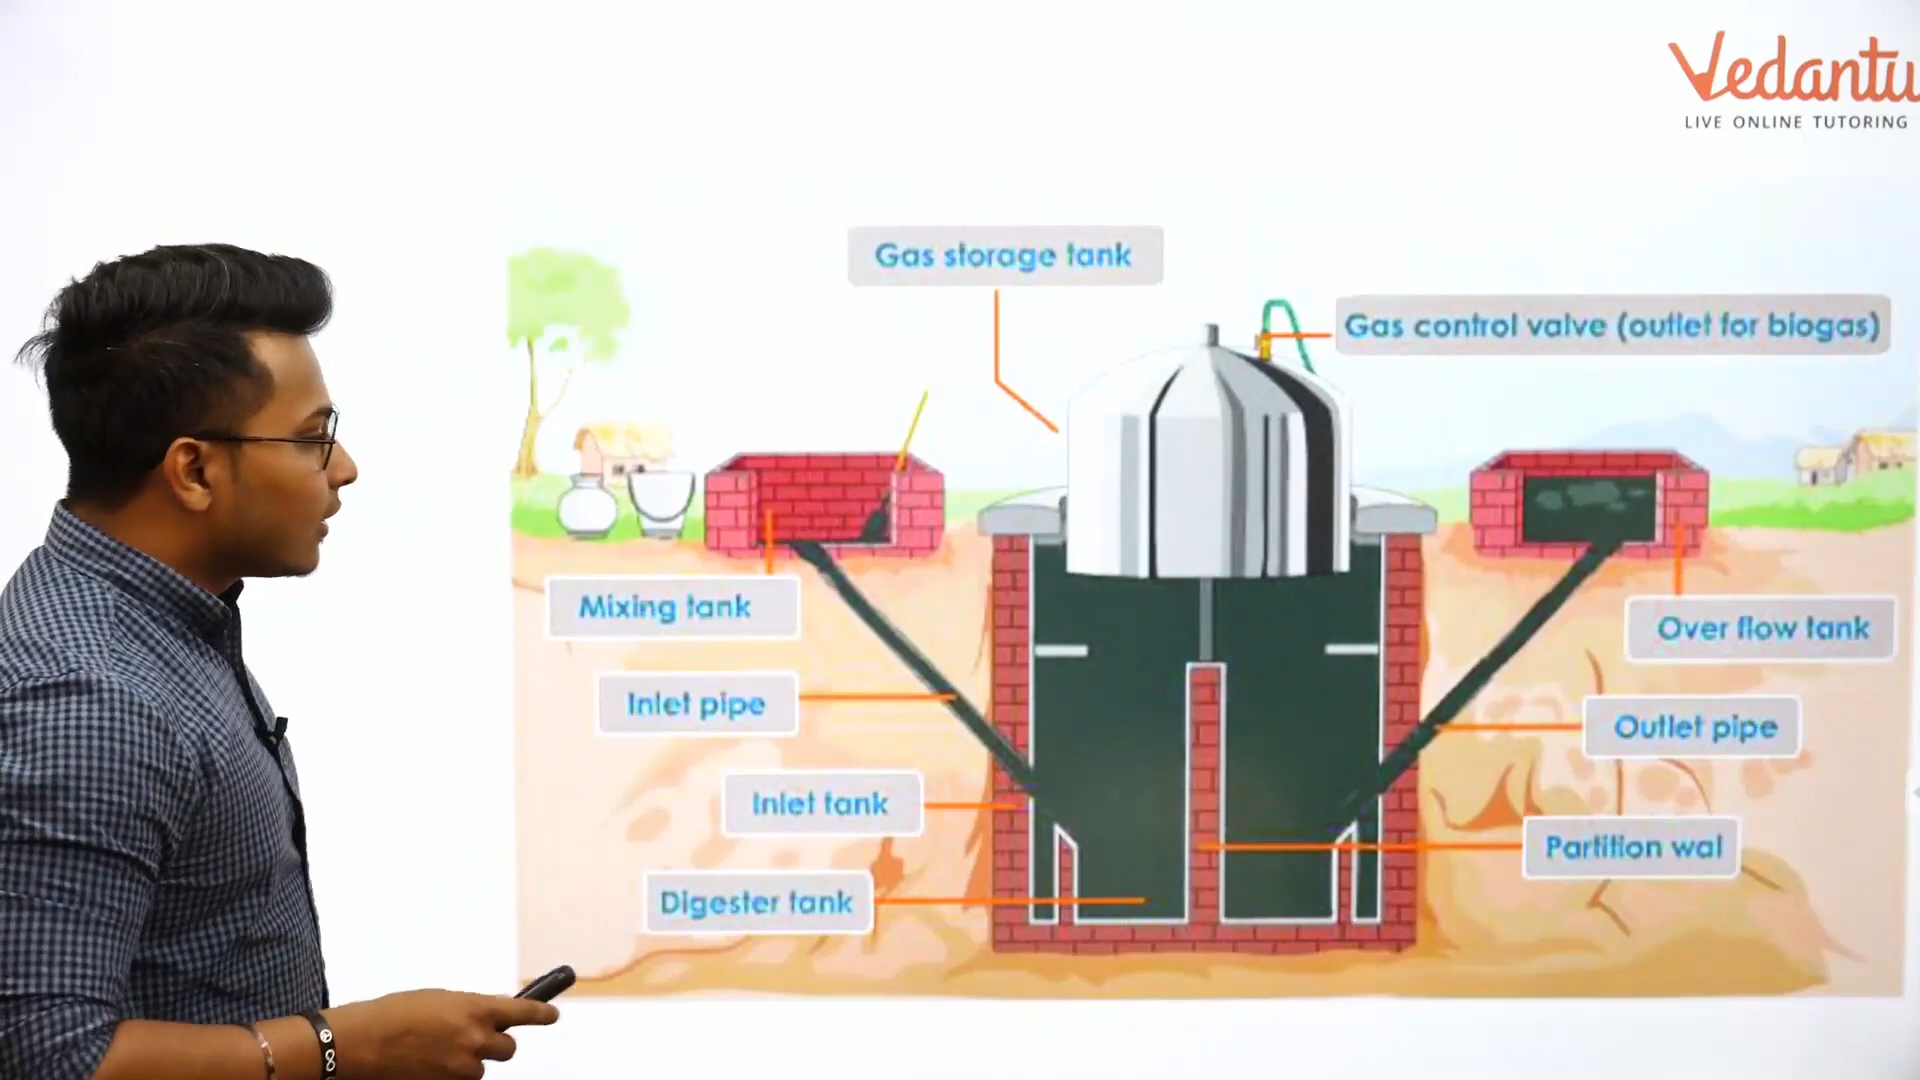 Vedantu
LIVE ONLINE TUTORING
Gas storage tank
Gas control valve (outlet for biogas)
Mixing tank
Over flow tank
Inlet pipe
Outlet pipe
Inlet tank
Partition wal
Digester tank